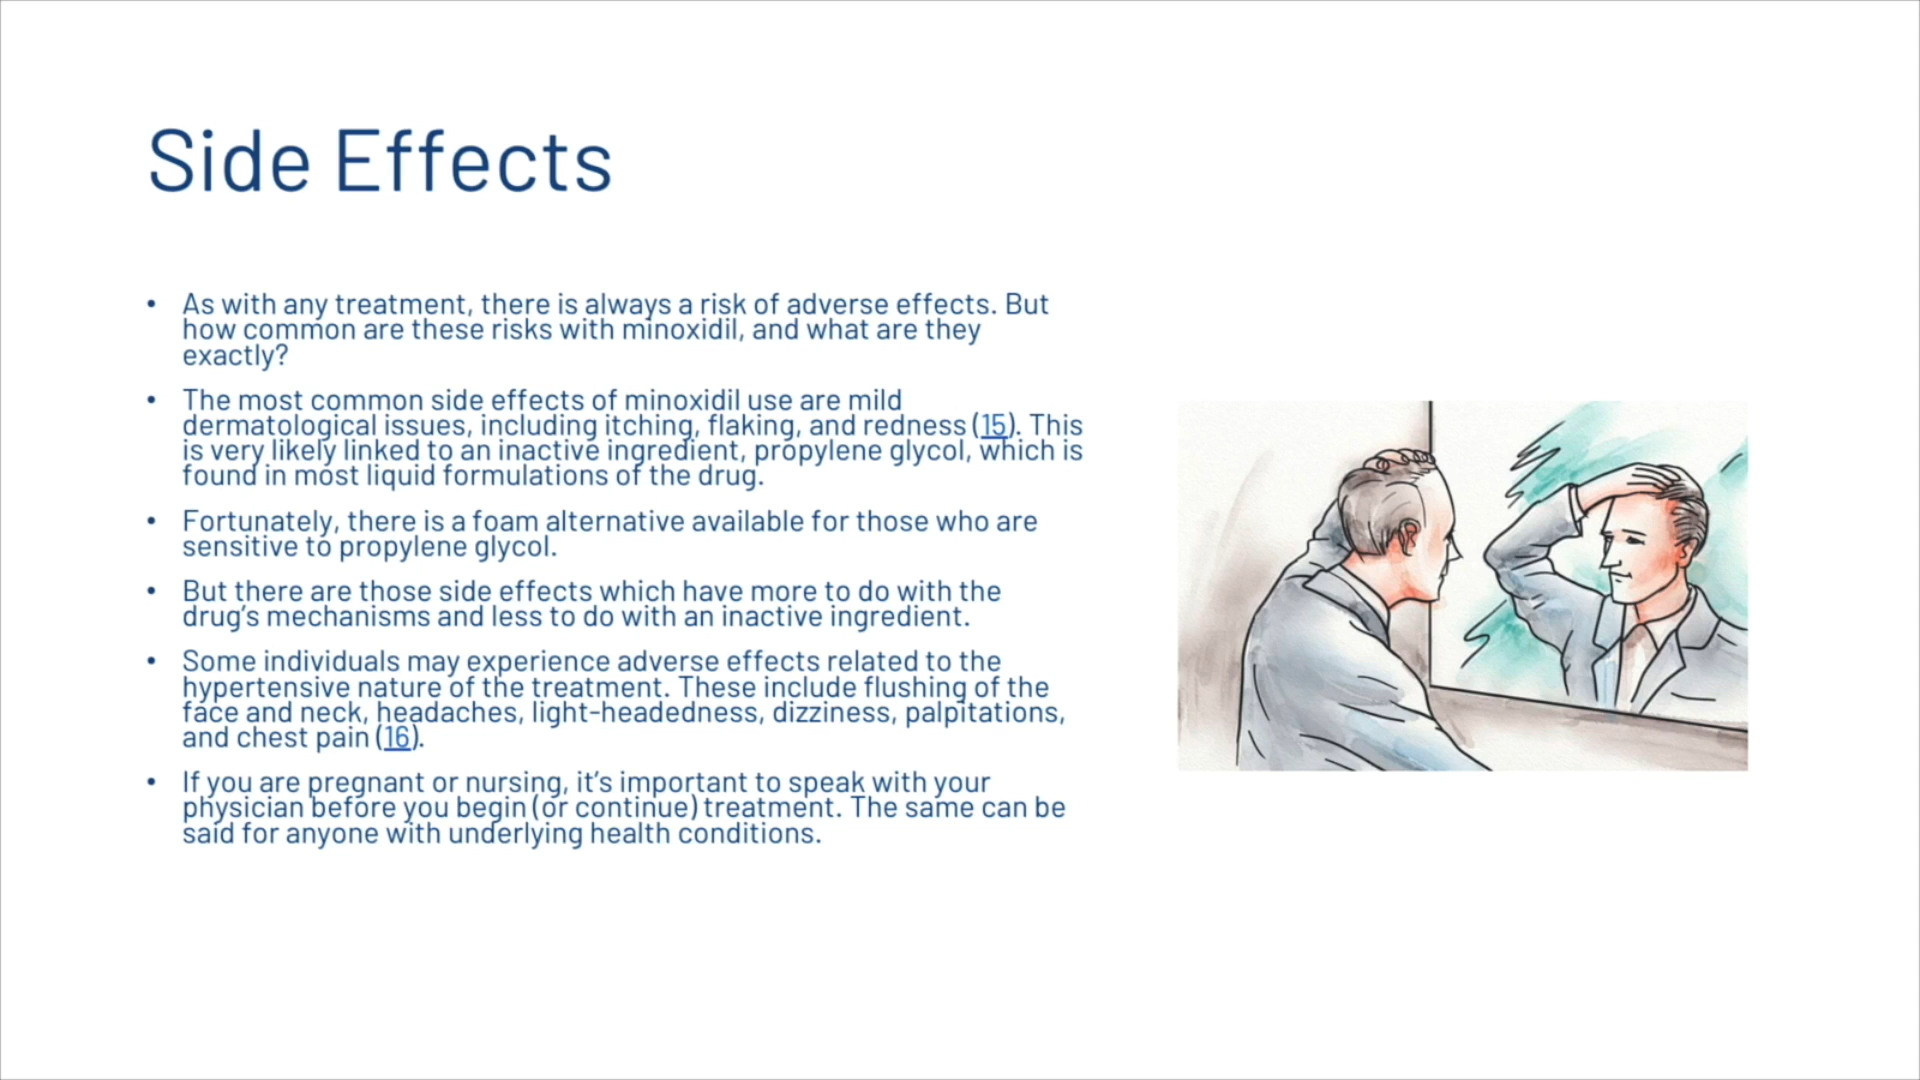 Side Effects
• As with any treatment, there is always a risk of adverse effects. But
how common are these risks with minoxidil, and what are they
exactly?
• The most common side effects of minoxidil use are mild
dermatological issues, including itching, flaking, and redness (15). This
is very likely linked to an inactive ingredient, propylene glycol, which is
found in most liquid formulations of the drug.
• Fortunately, there is a foam alternative available for those who are
sensitive to propylene glycol.
• But there are those side effects which have more to do with the
drug’s mechanisms and less to do with an inactive ingredient.
• Some individuals may experience adverse effects related to the
hypertensive nature of the treatment. These include flushing of the
face and neck, headaches, light-headedness, dizziness, palpitations,
and chest pain (16).
• If you are pregnant or nursing, it’s important to speak with your
physician before you begin (or continue) treatment. The same can be
said for anyone with underlying health conditions.